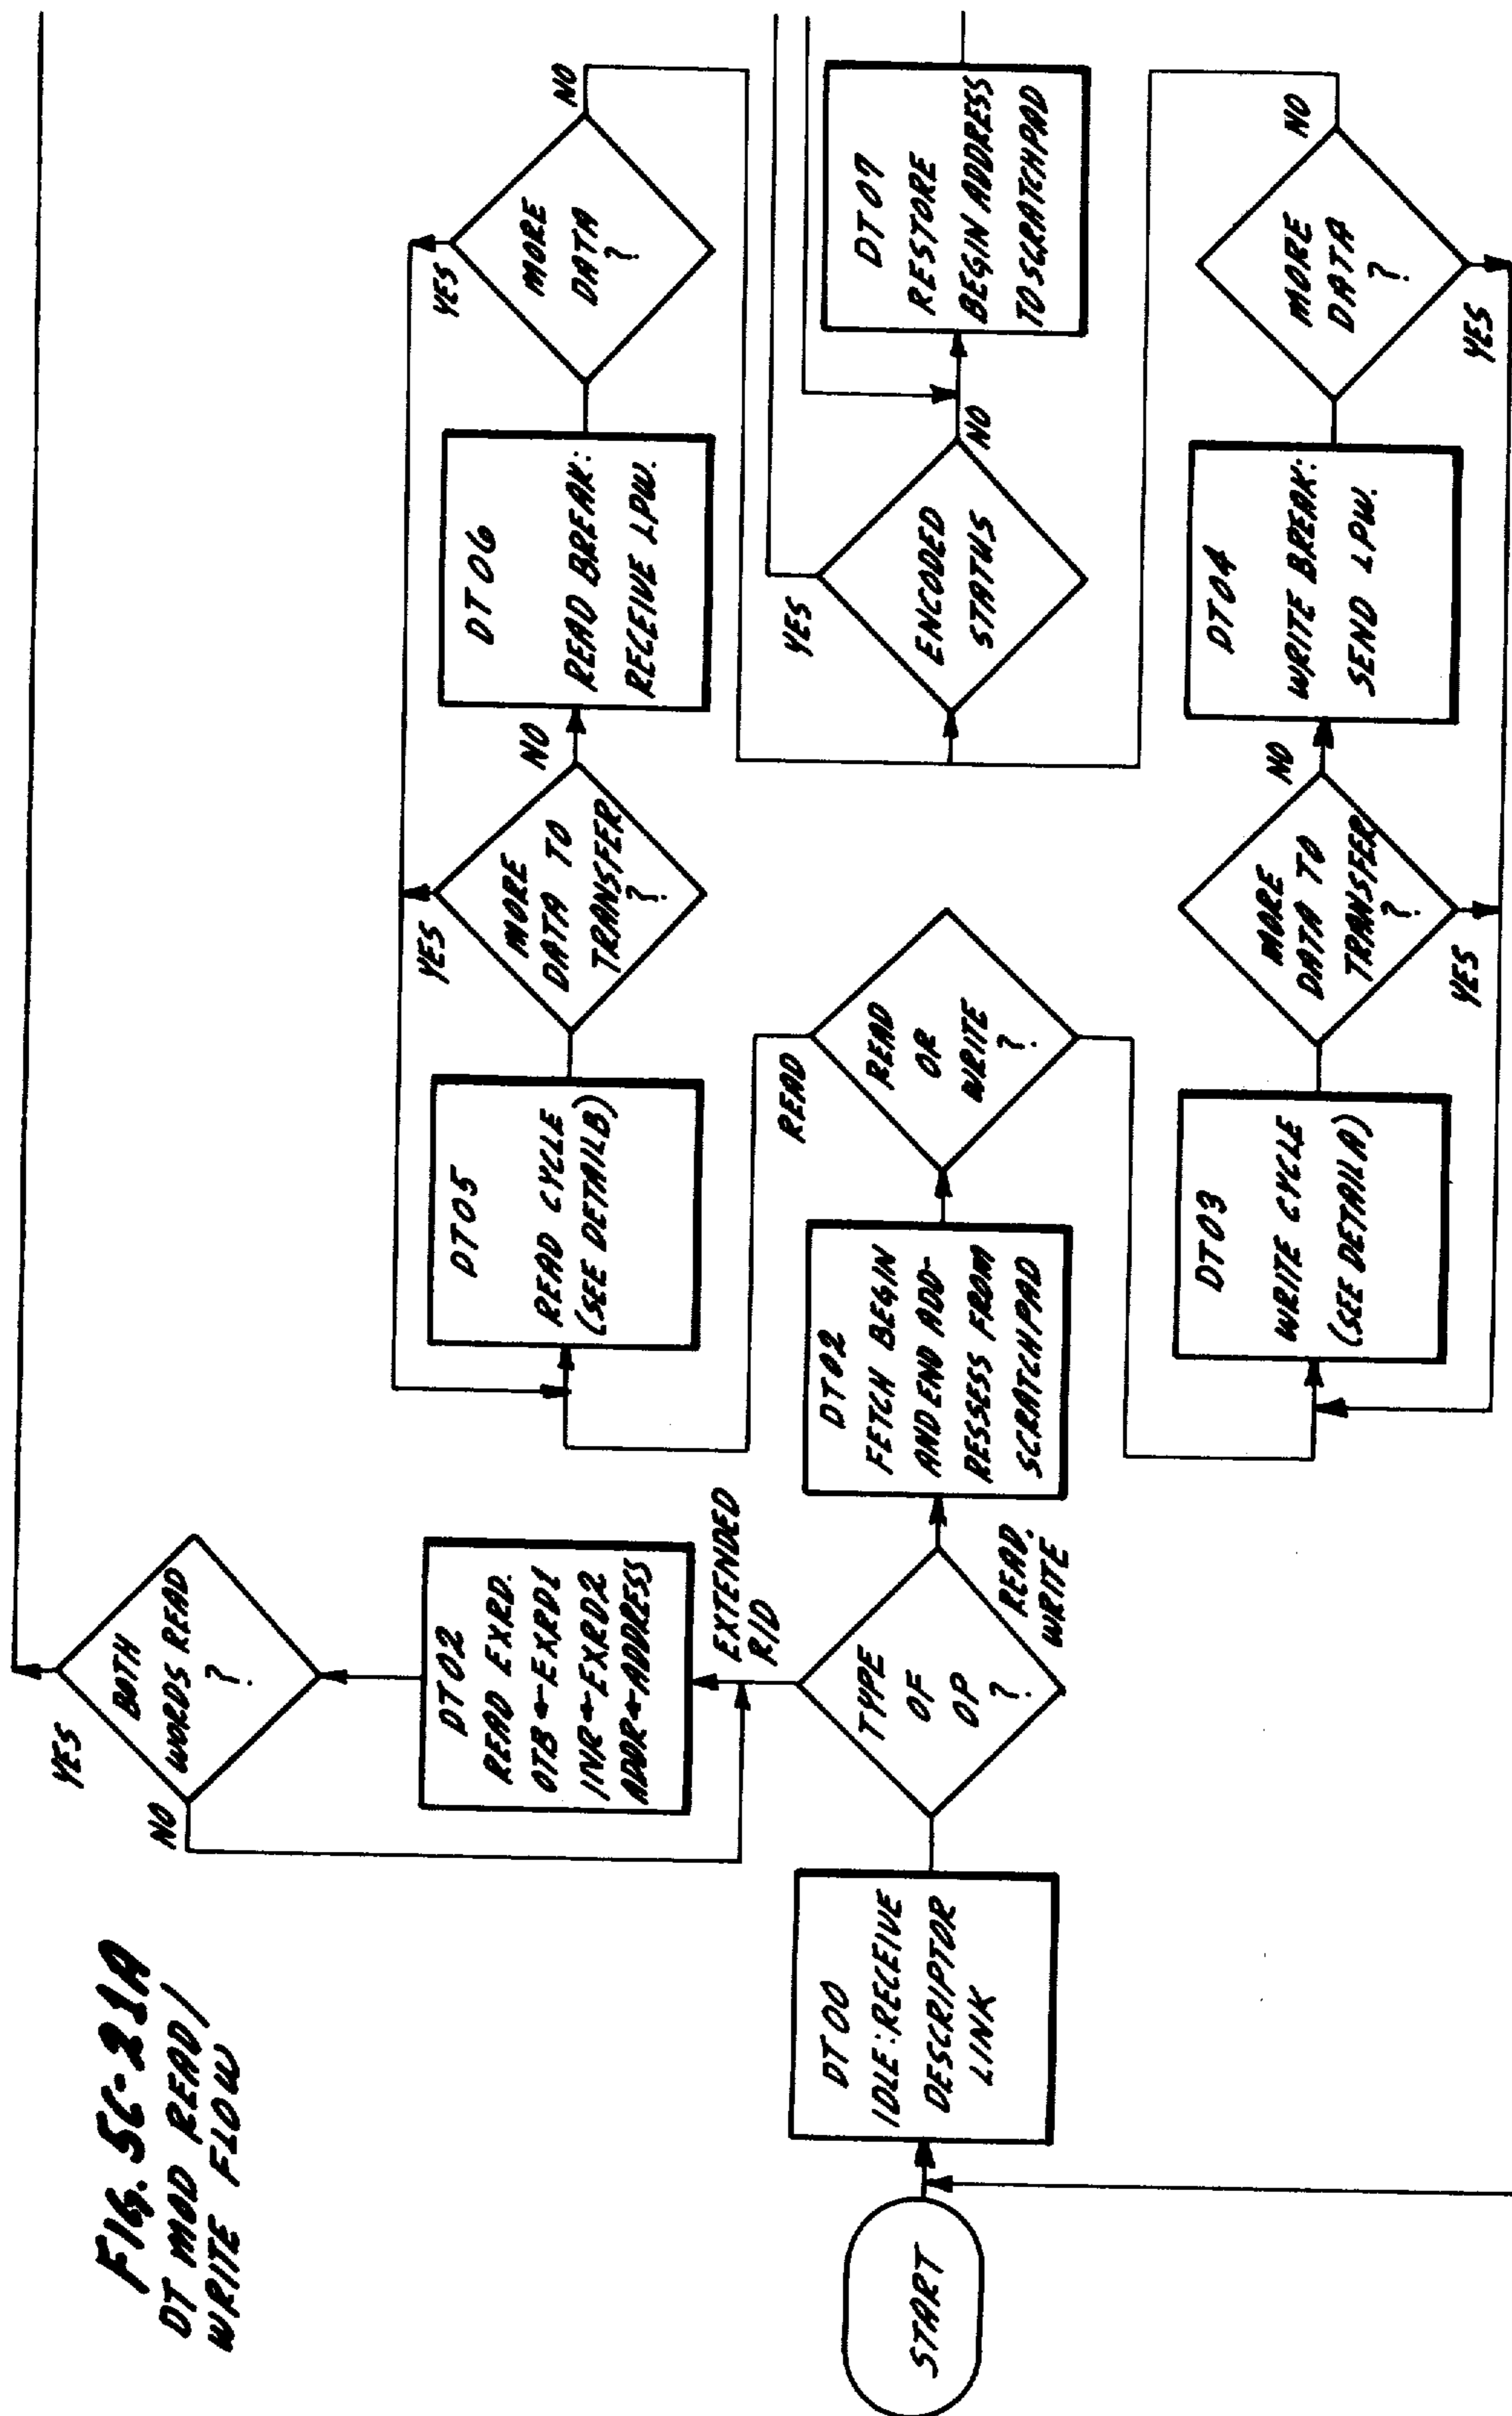 FIG. 5C-21A
DT MOD READ/
WRITE FLOW
START
DT00
IDLE:RECEIVE
DESCRIPTOR
LINK
TYPE
OF
OP
?
EXTENDED
R/D
READ.
WRITE
DT02
READ EXRD.
OTB←EXRD1
INR←EXRD2
ADDR←ADDRESS
BOTH
WORDS READ
?
YES
NO
DT02
FETCH BEGIN
AND END ADD-
RESSES FROM
SCRATCHPAD
READ
OR
WRITE
?
READ
DT05
READ CYCLE
(SEE DETAILB)
MORE
DATA TO
TRANSFER
?
YES
NO
DT06
READ BREAK:
RECEIVE LPW.
MORE
DATA
?
YES
NO
DT03
WRITE CYCLE
(SEE DETAILA)
MORE
DATA TO
TRANSFER
?
YES
NO
DT04
WRITE BREAK:
SEND LPW.
MORE
DATA
?
YES
NO
ENCODED
STATUS
YES
NO
DT07
RESTORE
BEGIN ADDRESS
TO SCRATCHPAD